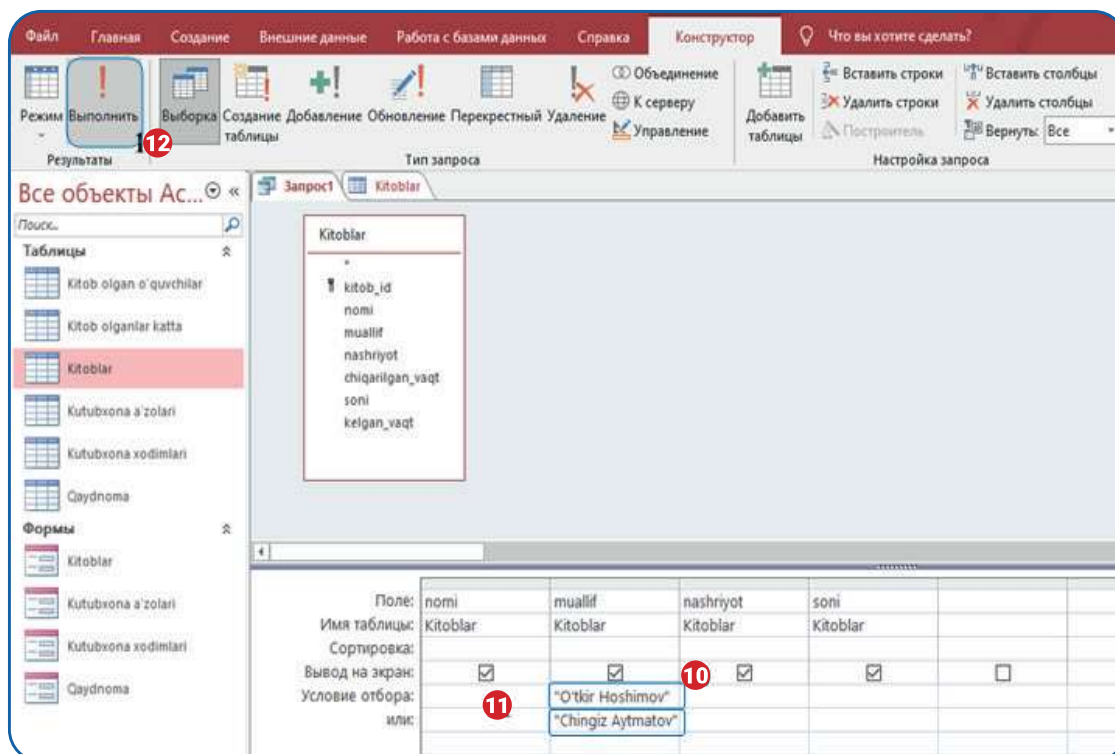 Файл Главная Создание Внешние данные Работа с базами данных Справка Конструктор Что вы хотите сделать?
Режим Выполнить Выборка Создание таблицы Добавление Обновление Перекрестный Удаление
Объединение
К серверу
Управление
Добавить таблицы
Вставить строки
Удалить строки
Построитель
Вставить столбцы
Удалить столбцы
Вернуть: Все
1 12
Результаты Тип запроса Настройка запроса
Все объекты Ac... «
Поиск...
Таблицы
Kitob olgan o'quvchilar
Kitob olganlar katta
Kitoblar
Kutubxona a'zolari
Kutubxona xodimlari
Qaydnoma
Формы
Kitoblar
Kutubxona a'zolari
Kutubxona xodimlari
Qaydnoma
Запрос1 Kitoblar
Kitoblar
*
kitob_id
nomi
muallif
nashriyot
chiqarilgan_vaqt
soni
kelgan_vaqt
Поле: nomi muallif nashriyot soni
Имя таблицы: Kitoblar Kitoblar Kitoblar Kitoblar
Сортировка:
Вывод на экран: 10
Условие отбора: 11 "O'tkir Hoshimov"
или: "Chingiz Aytmatov"